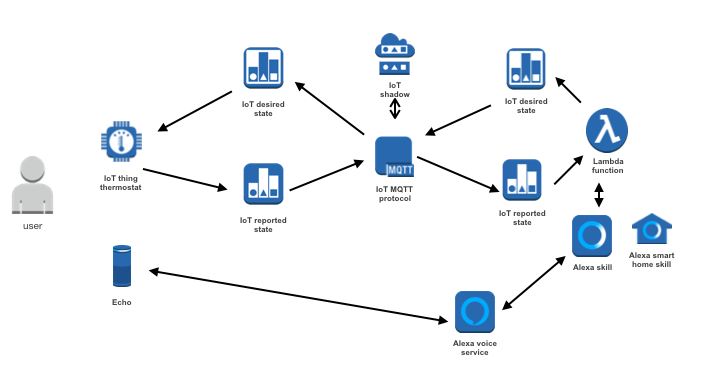 IoT desired
state
IoT
shadow
IoT desired
state
IoT thing
thermostat
MQTT
IoT MQTT
protocol
Lambda
function
user
IoT reported
state
IoT reported
state
Alexa skill
Alexa smart
home skill
Echo
Alexa voice
service